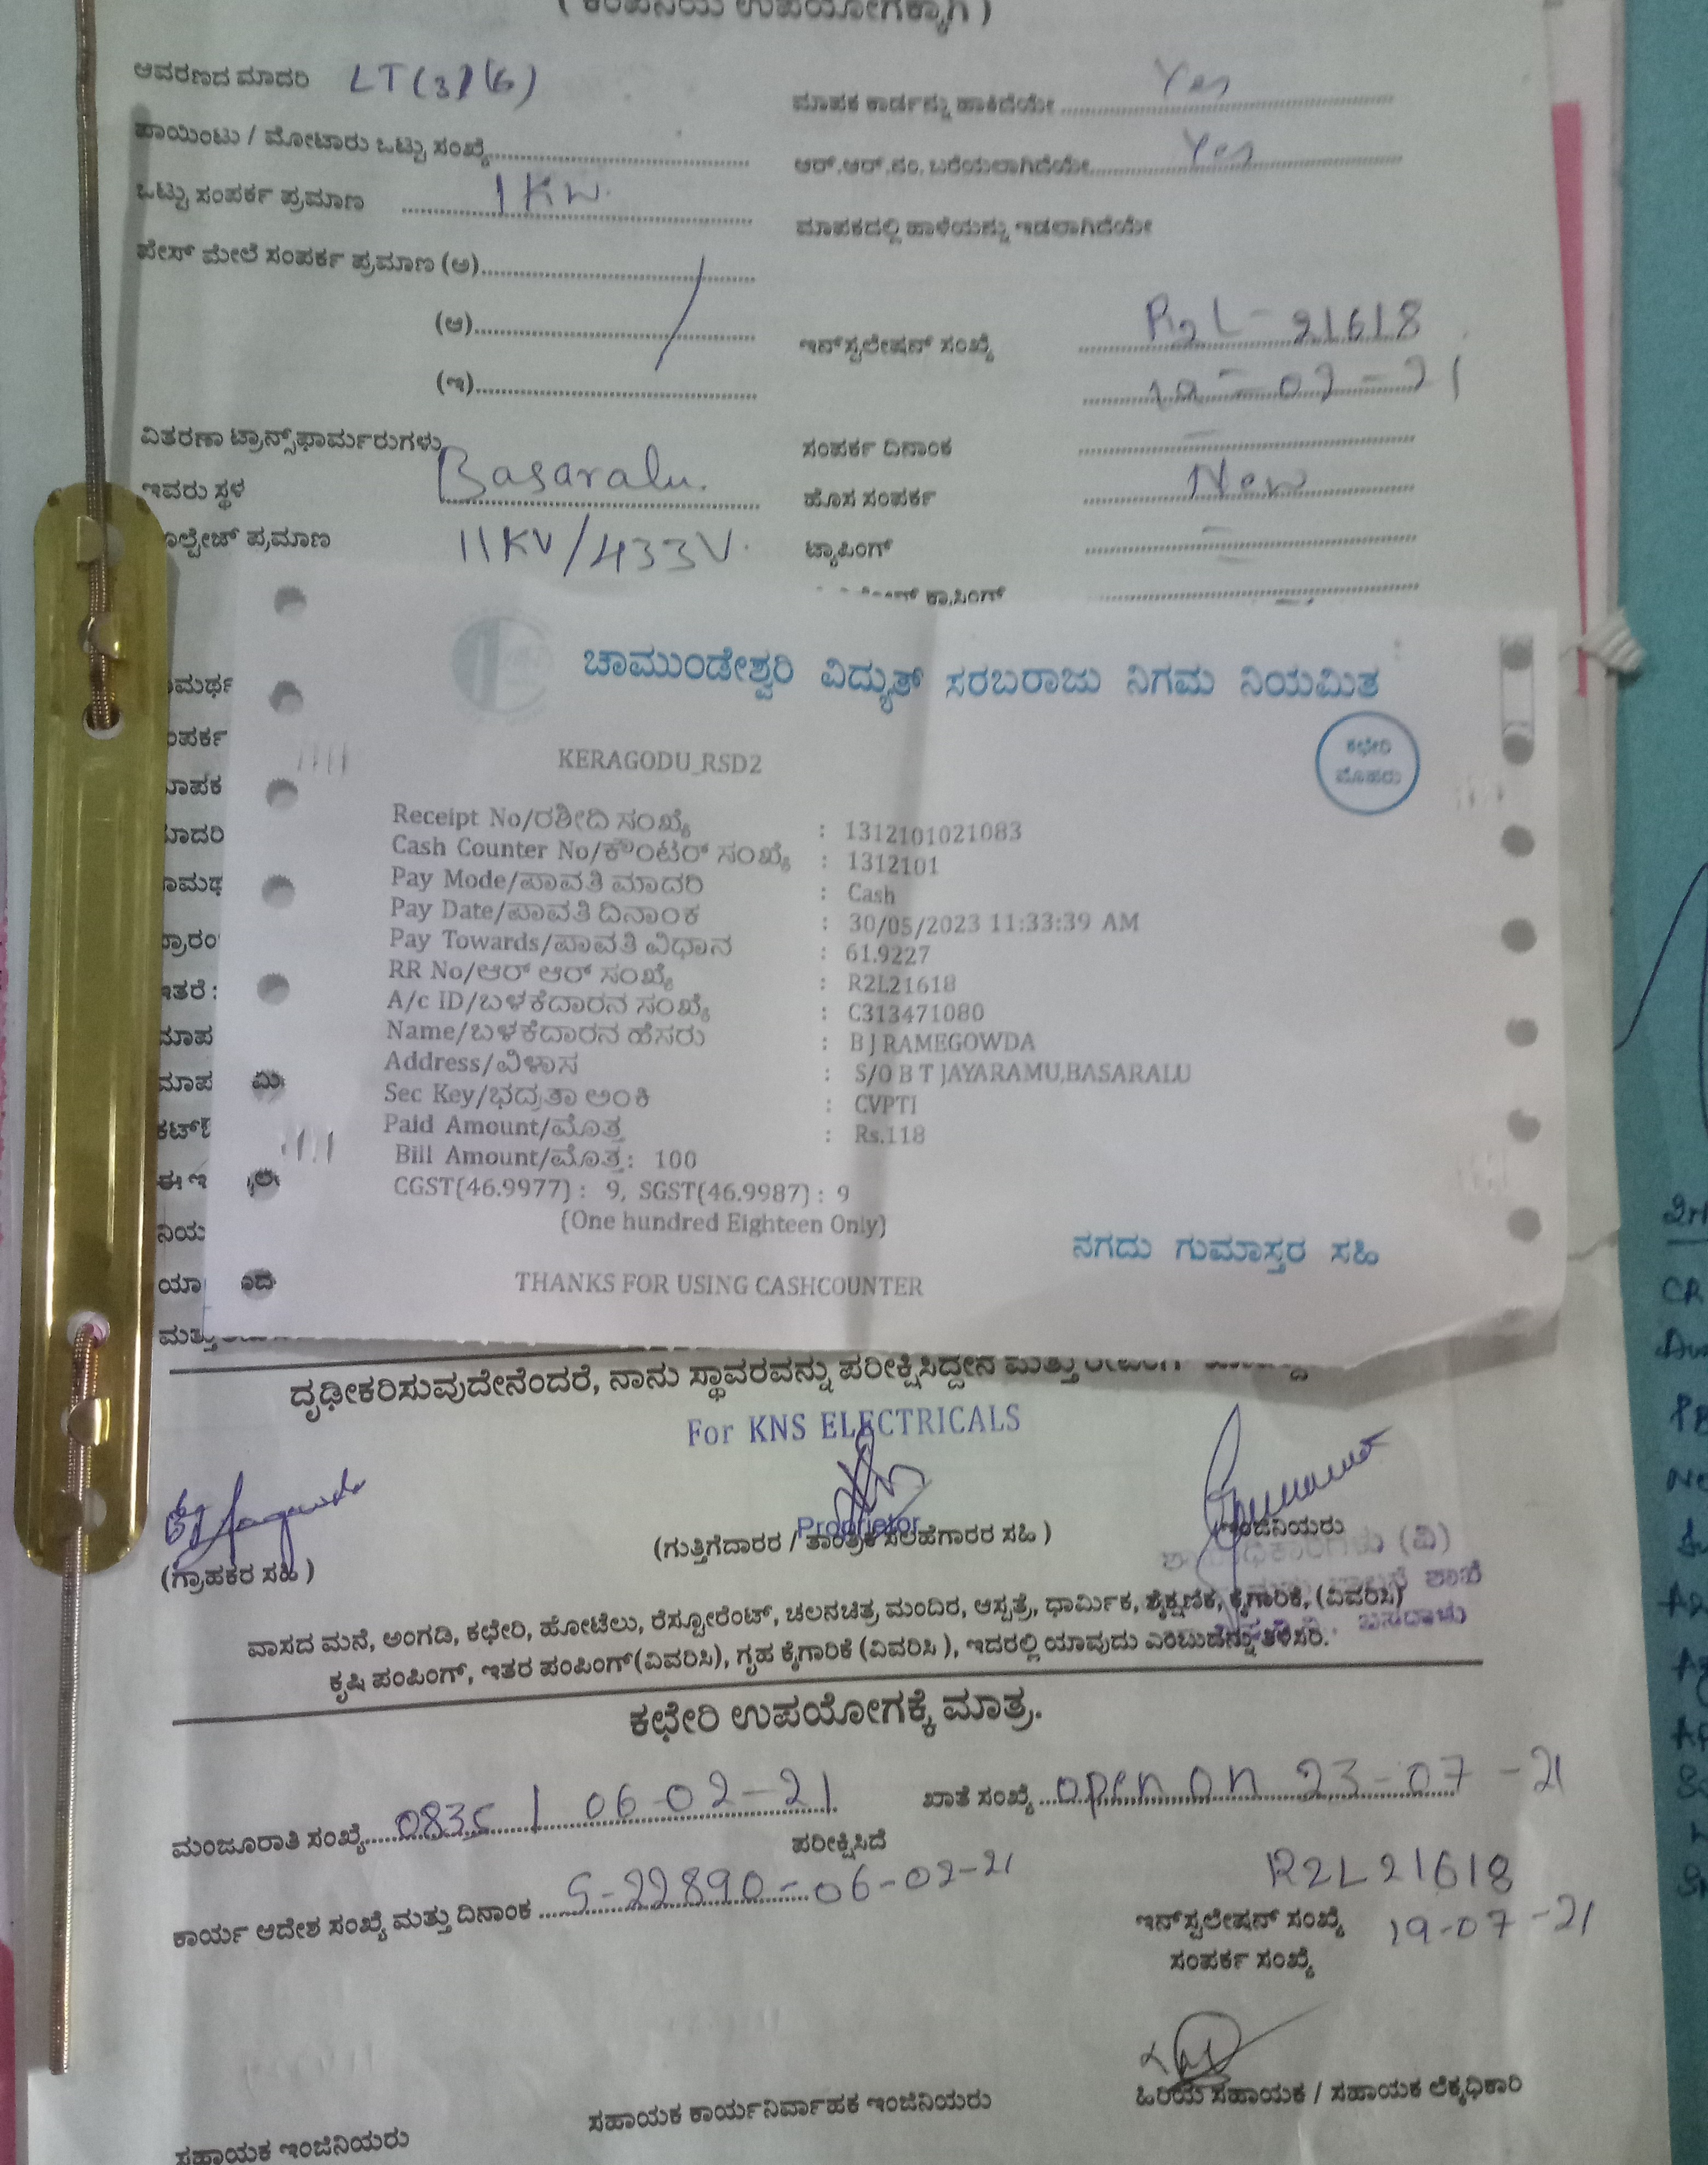 ( ಕಂಪನಿಯ ಉಪಯೋಗಕ್ಕಾಗಿ )
ಆವರಣದ ಮಾದರಿ LT(3)(6)
ಮಾಪಕ ಕಾರ್ಡನ್ನು ಹಾಕಿದೆಯೇ Yes
ಪಾಯಿಂಟು / ಮೋಟಾರು ಒಟ್ಟು ಸಂಖ್ಯೆ
ಆರ್.ಆರ್.ನಂ. ಬರೆಯಲಾಗಿದೆಯೇ Yes
ಒಟ್ಟು ಸಂಪರ್ಕ ಪ್ರಮಾಣ 1 KW.
ಮಾಪಕದಲ್ಲಿ ಹಾಳೆಯನ್ನು ಇಡಲಾಗಿದೆಯೇ
ಪೇಸ್ ಮೇಲೆ ಸಂಪರ್ಕ ಪ್ರಮಾಣ (ಅ)
(ಆ)
ಇನ್‌ಸ್ಟಲೇಷನ್ ಸಂಖ್ಯೆ R2L-21618
(ಇ)
ವಿತರಣಾ ಟ್ರಾನ್ಸ್‌ಫಾರ್ಮರುಗಳು
ಸಂಪರ್ಕ ದಿನಾಂಕ
ಇವರು ಸ್ಥಳ Basaralu.
ಹೊಸ ಸಂಪರ್ಕ New
ಪ್ರಮಾಣ 11KV/433V.
ಟ್ಯಾಪಿಂಗ್
ಚಾಮುಂಡೇಶ್ವರಿ ವಿದ್ಯುತ್ ಸರಬರಾಜು ನಿಗಮ ನಿಯಮಿತ
KERAGODU_RSD2
ಕಛೇರಿ
ಮೊಹರು
Receipt No/ರಶೀದಿ ಸಂಖ್ಯೆ : 1312101021083
Cash Counter No/ಕೌಂಟರ್ ಸಂಖ್ಯೆ : 1312101
Pay Mode/ಪಾವತಿ ಮಾದರಿ : Cash
Pay Date/ಪಾವತಿ ದಿನಾಂಕ : 30/05/2023 11:33:39 AM
Pay Towards/ಪಾವತಿ ವಿಧಾನ : 61.9227
RR No/ಆರ್ ಆರ್ ಸಂಖ್ಯೆ : R2L21618
A/c ID/ಬಳಕೆದಾರನ ಸಂಖ್ಯೆ : C313471080
Name/ಬಳಕೆದಾರನ ಹೆಸರು : B J RAMEGOWDA
Address/ವಿಳಾಸ : S/O B T JAYARAMU,BASARALU
Sec Key/ಭದ್ರತಾ ಅಂಕಿ : CVPTI
Paid Amount/ಮೊತ್ತ : Rs.118
Bill Amount/ಮೊತ್ತ: 100
CGST(46.9977) : 9, SGST(46.9987) : 9
(One hundred Eighteen Only)
ನಗದು ಗುಮಾಸ್ತರ ಸಹಿ
THANKS FOR USING CASHCOUNTER
ದೃಢೀಕರಿಸುವುದೇನೆಂದರೆ, ನಾನು ಸ್ಥಾವರವನ್ನು ಪರೀಕ್ಷಿಸಿದ್ದೇನೆ ಮತ್ತು
For KNS ELECTRICALS
Proprietor
(ಗ್ರಾಹಕರ ಸಹಿ)
(ಗುತ್ತಿಗೆದಾರರ / ತಾಂತ್ರಿಕ ಸಲಹೆಗಾರರ ಸಹಿ )
ಇಂಜಿನಿಯರು
ವಾಸದ ಮನೆ, ಅಂಗಡಿ, ಕಛೇರಿ, ಹೋಟೆಲು, ರೆಸ್ಟೋರೆಂಟ್, ಚಲನಚಿತ್ರ ಮಂದಿರ, ಆಸ್ಪತ್ರೆ, ಧಾರ್ಮಿಕ, ಶೈಕ್ಷಣಿಕ, ಕೈಗಾರಿಕೆ, (ವಿವರಿಸಿ)
ಕೃಷಿ ಪಂಪಿಂಗ್, ಇತರ ಪಂಪಿಂಗ್(ವಿವರಿಸಿ), ಗೃಹ ಕೈಗಾರಿಕೆ (ವಿವರಿಸಿ ), ಇದರಲ್ಲಿ ಯಾವುದು ಎಂಬುದನ್ನು ತಿಳಿಸಿರಿ.
ಕಛೇರಿ ಉಪಯೋಗಕ್ಕೆ ಮಾತ್ರ.
ಮಂಜೂರಾತಿ ಸಂಖ್ಯೆ 0835 / 06-02-21
ಖಾತೆ ಸಂಖ್ಯೆ open on 23-07-21
ಪರೀಕ್ಷಿಸಿದೆ
ಕಾರ್ಯ ಆದೇಶ ಸಂಖ್ಯೆ ಮತ್ತು ದಿನಾಂಕ S-22890-06-02-21
R2L21618
ಇನ್‌ಸ್ಟಲೇಷನ್ ಸಂಖ್ಯೆ 19-07-21
ಸಂಪರ್ಕ ಸಂಖ್ಯೆ
ಹಿರಿಯ ಸಹಾಯಕ / ಸಹಾಯಕ ಲೆಕ್ಕಾಧಿಕಾರಿ
ಸಹಾಯಕ ಕಾರ್ಯನಿರ್ವಾಹಕ ಇಂಜಿನಿಯರು
ಸಹಾಯಕ ಇಂಜಿನಿಯರು